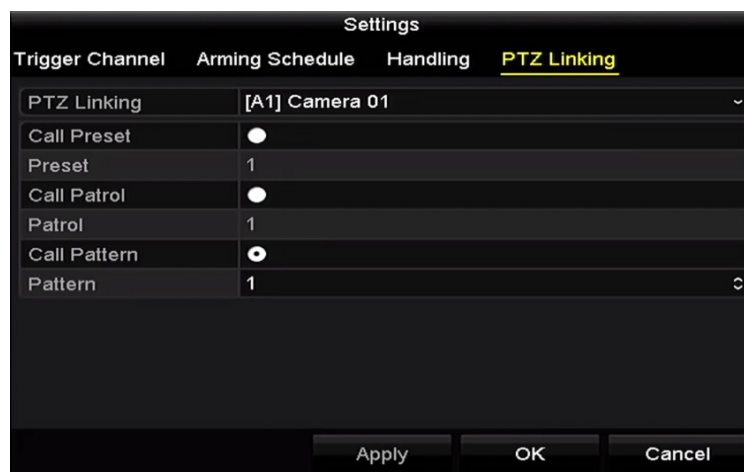 Settings
Trigger Channel Arming Schedule Handling PTZ Linking
PTZ Linking [A1] Camera 01
Call Preset
Preset 1
Call Patrol
Patrol 1
Call Pattern
Pattern 1
Apply OK Cancel